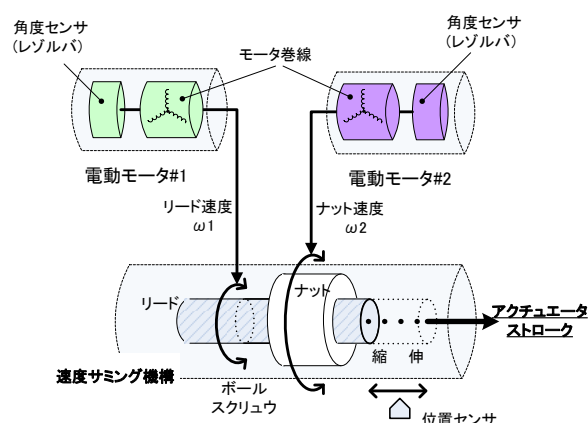 角度センサ
(レゾルバ)
モータ巻線
角度センサ
(レゾルバ)
電動モータ#1
電動モータ#2
リード速度
ω1
ナット速度
ω2
リード
ナット
アクチュエータ
ストローク
縮 伸
速度サミング機構
ボール
スクリュウ
位置センサ